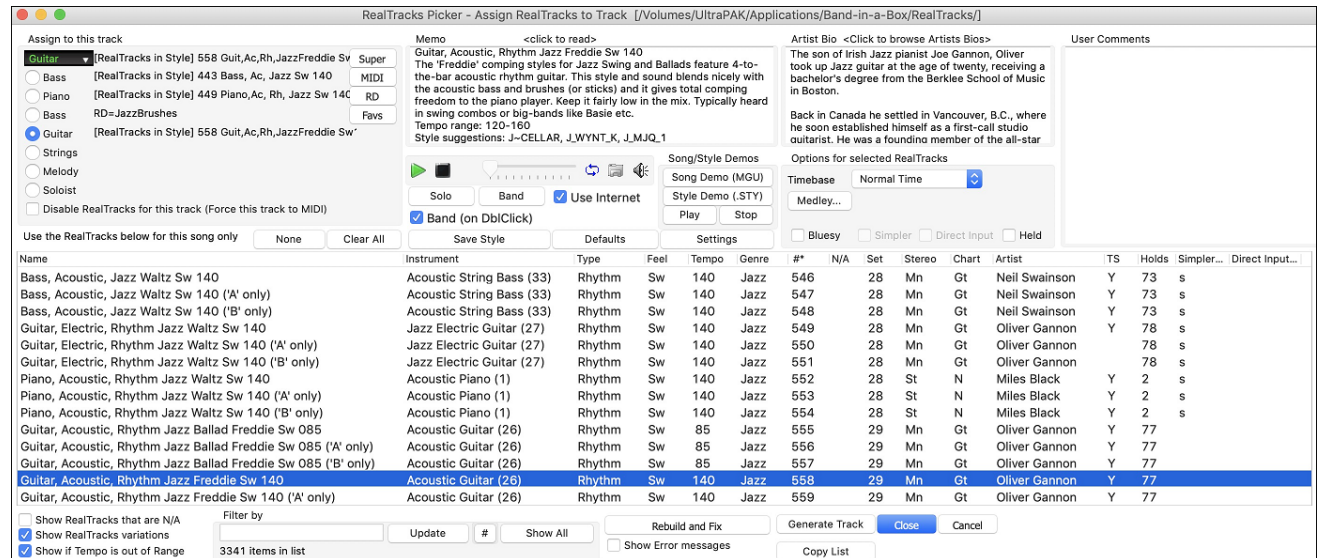 RealTracks Picker - Assign RealTracks to Track [/Volumes/UltraPAK/Applications/Band-in-a-Box/RealTracks/]
Assign to this track
Guitar [RealTracks in Style] 558 Guit,Ac,Rh,JazzFreddie Sw Super
Bass [RealTracks in Style] 443 Bass, Ac, Jazz Sw 140 MIDI
Piano [RealTracks in Style] 449 Piano,Ac, Rh, Jazz Sw 140 RD
Bass RD=JazzBrushes Favs
Guitar [RealTracks in Style] 558 Guit,Ac,Rh,JazzFreddie Sw
Strings
Melody
Soloist
Disable RealTracks for this track (Force this track to MIDI)
Memo <click to read>
Guitar, Acoustic, Rhythm Jazz Freddie Sw 140
The 'Freddie' comping styles for Jazz Swing and Ballads feature 4-to-
the-bar acoustic rhythm guitar. This style and sound blends nicely with
the acoustic bass and brushes (or sticks) and it gives total comping
freedom to the piano player. Keep it fairly low in the mix. Typically heard
in swing combos or big-bands like Basie etc.
Tempo range: 120-160
Style suggestions: J~CELLAR, J_WYNT_K, J_MJQ_1
Solo Band Use Internet
Band (on DblClick)
Song/Style Demos
Song Demo (MGU)
Style Demo (.STY)
Play Stop
Artist Bio <Click to browse Artists Bios>
The son of Irish Jazz pianist Joe Gannon, Oliver
took up Jazz guitar at the age of twenty, receiving a
bachelor's degree from the Berklee School of Music
in Boston.
Back in Canada he settled in Vancouver, B.C., where
he soon established himself as a first-call studio
guitarist. He was a founding member of the all-star
Options for selected RealTracks
Timebase Normal Time
Medley...
Bluesy Simpler Direct Input Held
User Comments
Use the RealTracks below for this song only None Clear All Save Style Defaults Settings
Name Instrument Type Feel Tempo Genre #* N/A Set Stereo Chart Artist TS Holds Simpler... Direct Input...
Bass, Acoustic, Jazz Waltz Sw 140 Acoustic String Bass (33) Rhythm Sw 140 Jazz 546 28 Mn Gt Neil Swainson Y 73 s
Bass, Acoustic, Jazz Waltz Sw 140 ('A' only) Acoustic String Bass (33) Rhythm Sw 140 Jazz 547 28 Mn Gt Neil Swainson Y 73 s
Bass, Acoustic, Jazz Waltz Sw 140 ('B' only) Acoustic String Bass (33) Rhythm Sw 140 Jazz 548 28 Mn Gt Neil Swainson Y 73 s
Guitar, Electric, Rhythm Jazz Waltz Sw 140 Jazz Electric Guitar (27) Rhythm Sw 140 Jazz 549 28 Mn Gt Oliver Gannon Y 78 s
Guitar, Electric, Rhythm Jazz Waltz Sw 140 ('A' only) Jazz Electric Guitar (27) Rhythm Sw 140 Jazz 550 28 Mn Gt Oliver Gannon 78 s
Guitar, Electric, Rhythm Jazz Waltz Sw 140 ('B' only) Jazz Electric Guitar (27) Rhythm Sw 140 Jazz 551 28 Mn Gt Oliver Gannon 78 s
Piano, Acoustic, Rhythm Jazz Waltz Sw 140 Acoustic Piano (1) Rhythm Sw 140 Jazz 552 28 St N Miles Black Y 2 s
Piano, Acoustic, Rhythm Jazz Waltz Sw 140 ('A' only) Acoustic Piano (1) Rhythm Sw 140 Jazz 553 28 St N Miles Black Y 2 s
Piano, Acoustic, Rhythm Jazz Waltz Sw 140 ('B' only) Acoustic Piano (1) Rhythm Sw 140 Jazz 554 28 St N Miles Black Y 2 s
Guitar, Acoustic, Rhythm Jazz Ballad Freddie Sw 085 Acoustic Guitar (26) Rhythm Sw 85 Jazz 555 29 Mn Gt Oliver Gannon Y 77
Guitar, Acoustic, Rhythm Jazz Ballad Freddie Sw 085 ('A' only) Acoustic Guitar (26) Rhythm Sw 85 Jazz 556 29 Mn Gt Oliver Gannon Y 77
Guitar, Acoustic, Rhythm Jazz Ballad Freddie Sw 085 ('B' only) Acoustic Guitar (26) Rhythm Sw 85 Jazz 557 29 Mn Gt Oliver Gannon Y 77
Guitar, Acoustic, Rhythm Jazz Freddie Sw 140 Acoustic Guitar (26) Rhythm Sw 140 Jazz 558 29 Mn Gt Oliver Gannon Y 77
Guitar, Acoustic, Rhythm Jazz Freddie Sw 140 ('A' only) Acoustic Guitar (26) Rhythm Sw 140 Jazz 559 29 Mn Gt Oliver Gannon Y 77
Show RealTracks that are N/A
Show RealTracks variations
Show if Tempo is out of Range
Filter by
Update # Show All
3341 items in list
Rebuild and Fix
Show Error messages
Generate Track Close Cancel
Copy List